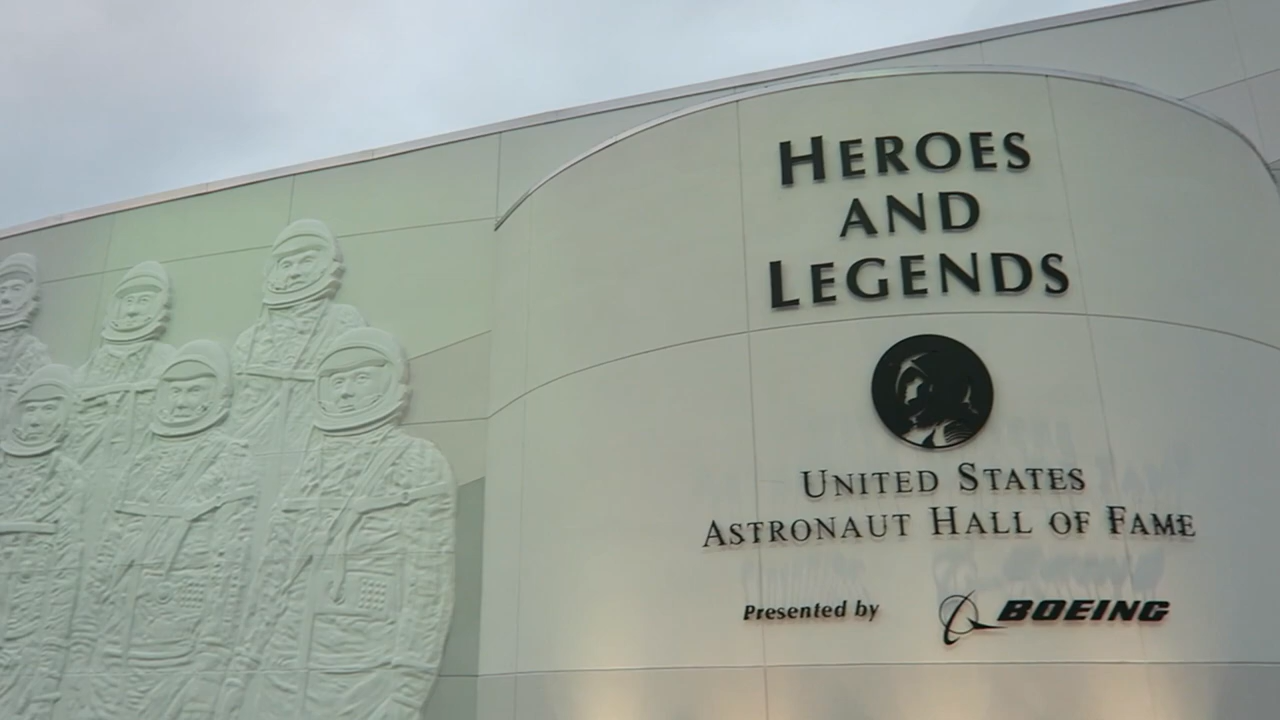 HEROES
AND
LEGENDS
UNITED STATES
ASTRONAUT HALL OF FAME
Presented by BOEING